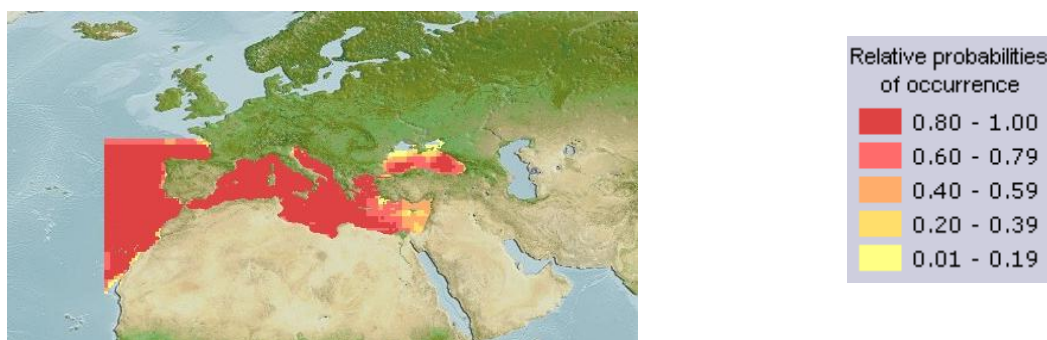 Relative probabilities
of occurrence
0.80 - 1.00
0.60 - 0.79
0.40 - 0.59
0.20 - 0.39
0.01 - 0.19